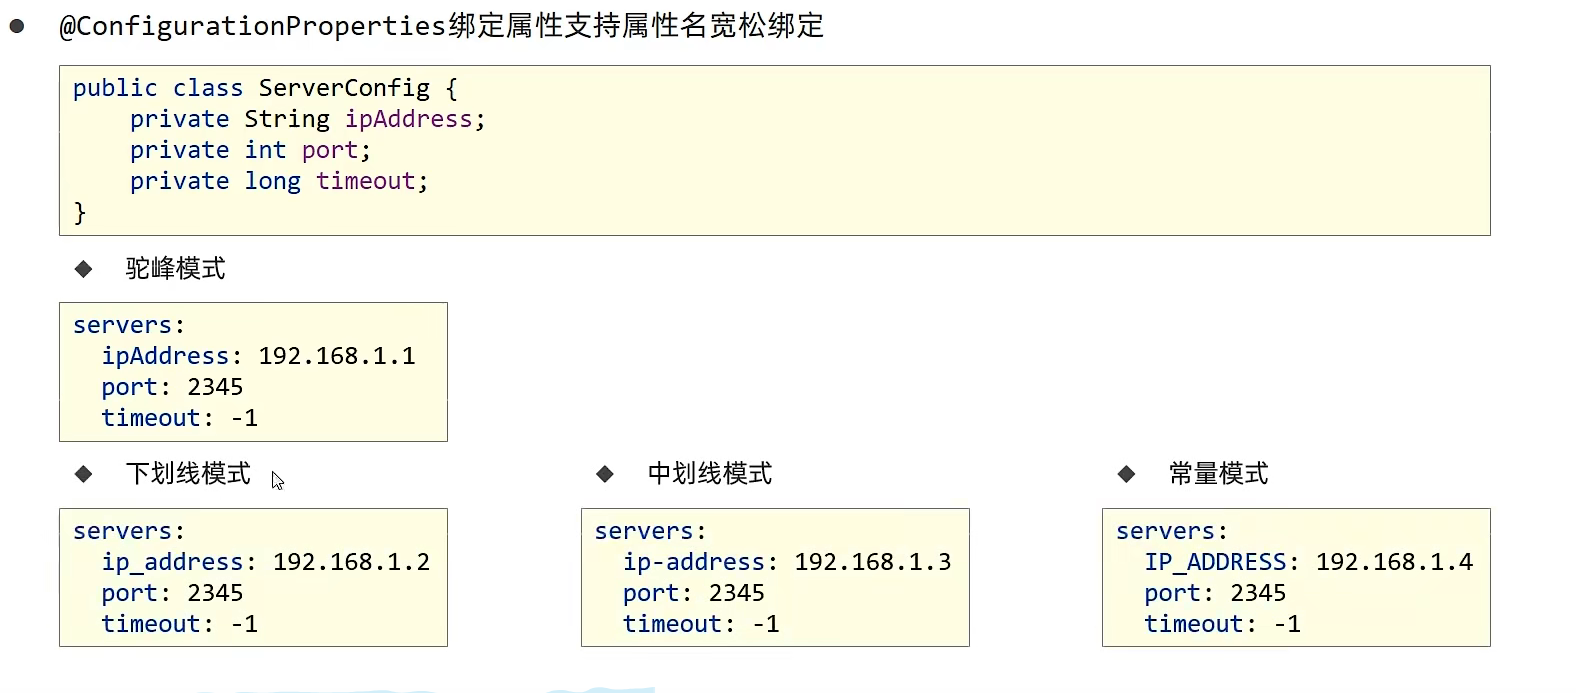 @ConfigurationProperties绑定属性支持属性名宽松绑定
public class ServerConfig {
private String ipAddress;
private int port;
private long timeout;
}
驼峰模式
servers:
ipAddress: 192.168.1.1
port: 2345
timeout: -1
下划线模式
servers:
ip_address: 192.168.1.2
port: 2345
timeout: -1
中划线模式
servers:
ip-address: 192.168.1.3
port: 2345
timeout: -1
常量模式
servers:
IP_ADDRESS: 192.168.1.4
port: 2345
timeout: -1